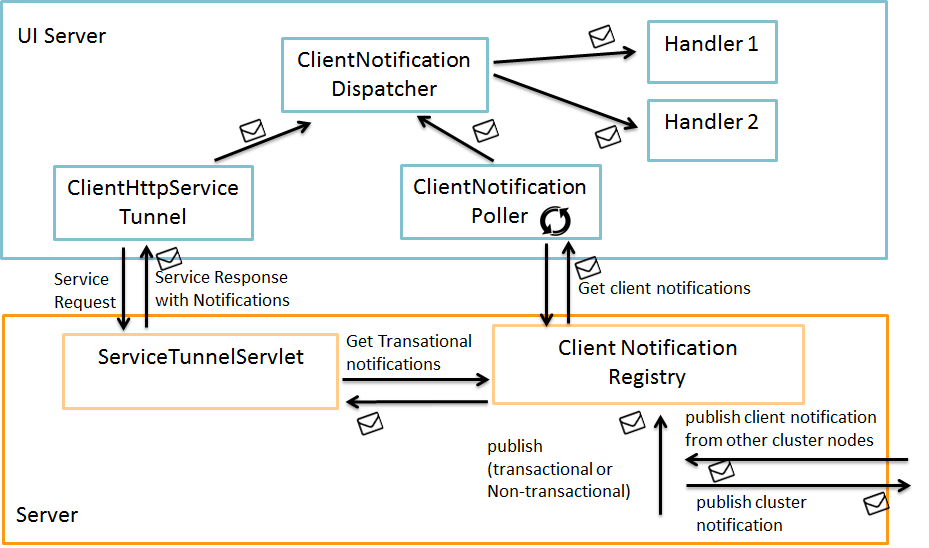 UI Server
ClientNotification
Dispatcher
Handler 1
Handler 2
ClientHttpService
Tunnel
ClientNotification
Poller
Service
Request
Service Response
with Notifications
Get client notifications
ServiceTunnelServlet
Get Transational
notifications
Client Notification
Registry
publish
(transactional or
Non-transactional)
publish client notification
from other cluster nodes
publish cluster
notification
Server